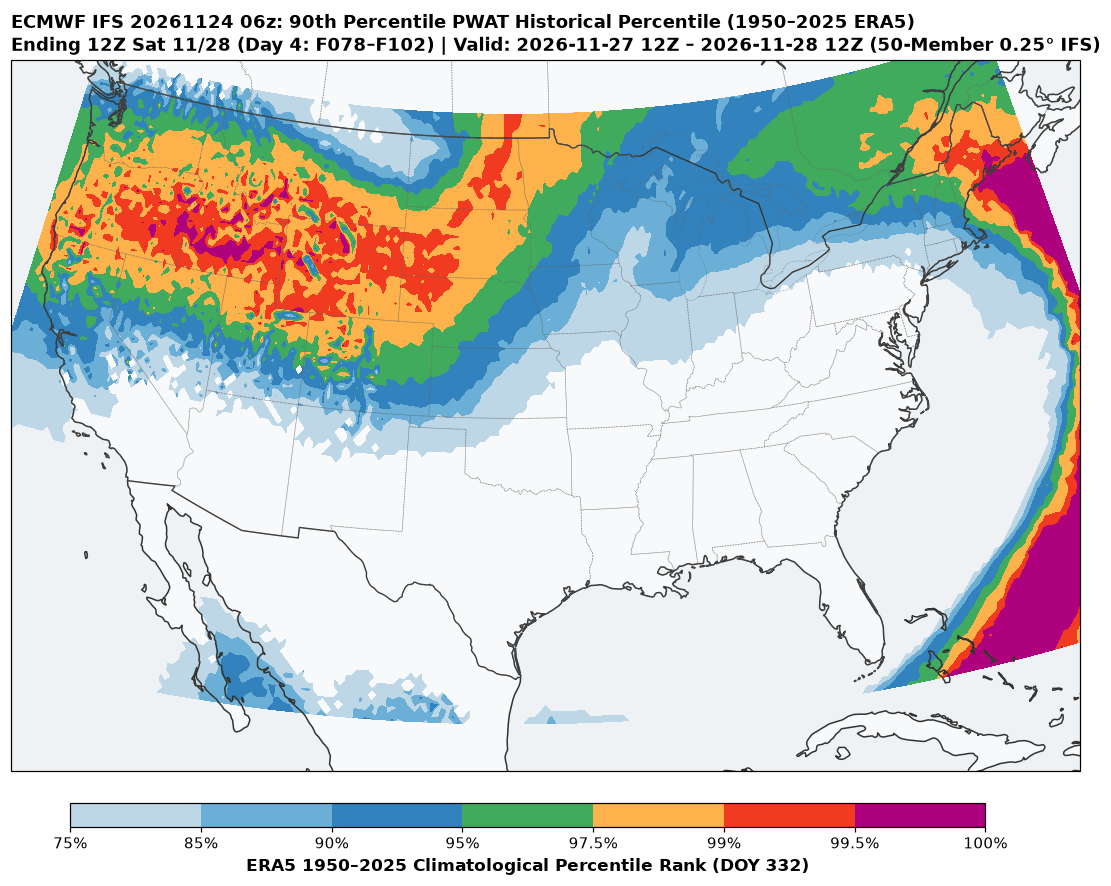 ECMWF IFS 20261124 06z: 90th Percentile PWAT Historical Percentile (1950–2025 ERA5)
Ending 12Z Sat 11/28 (Day 4: F078–F102) | Valid: 2026-11-27 12Z – 2026-11-28 12Z (50-Member 0.25° IFS)
75% 85% 90% 95% 97.5% 99% 99.5% 100%
ERA5 1950–2025 Climatological Percentile Rank (DOY 332)